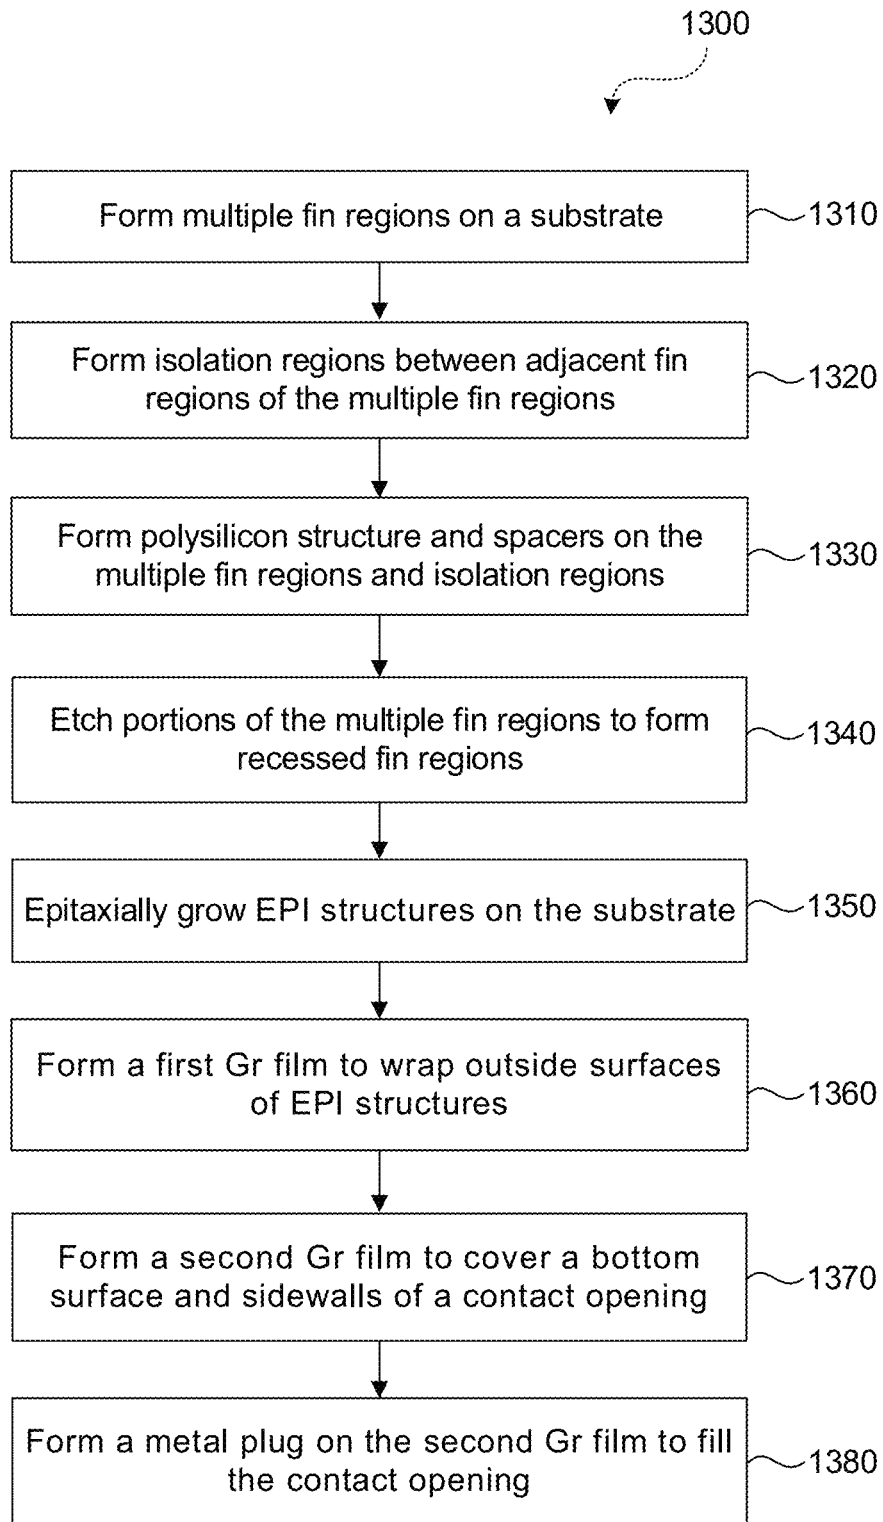 1300
Form multiple fin regions on a substrate
1310
Form isolation regions between adjacent fin
regions of the multiple fin regions
1320
Form polysilicon structure and spacers on the
multiple fin regions and isolation regions
1330
Etch portions of the multiple fin regions to form
recessed fin regions
1340
Epitaxially grow EPI structures on the substrate
1350
Form a first Gr film to wrap outside surfaces
of EPI structures
1360
Form a second Gr film to cover a bottom
surface and sidewalls of a contact opening
1370
Form a metal plug on the second Gr film to fill
the contact opening
1380